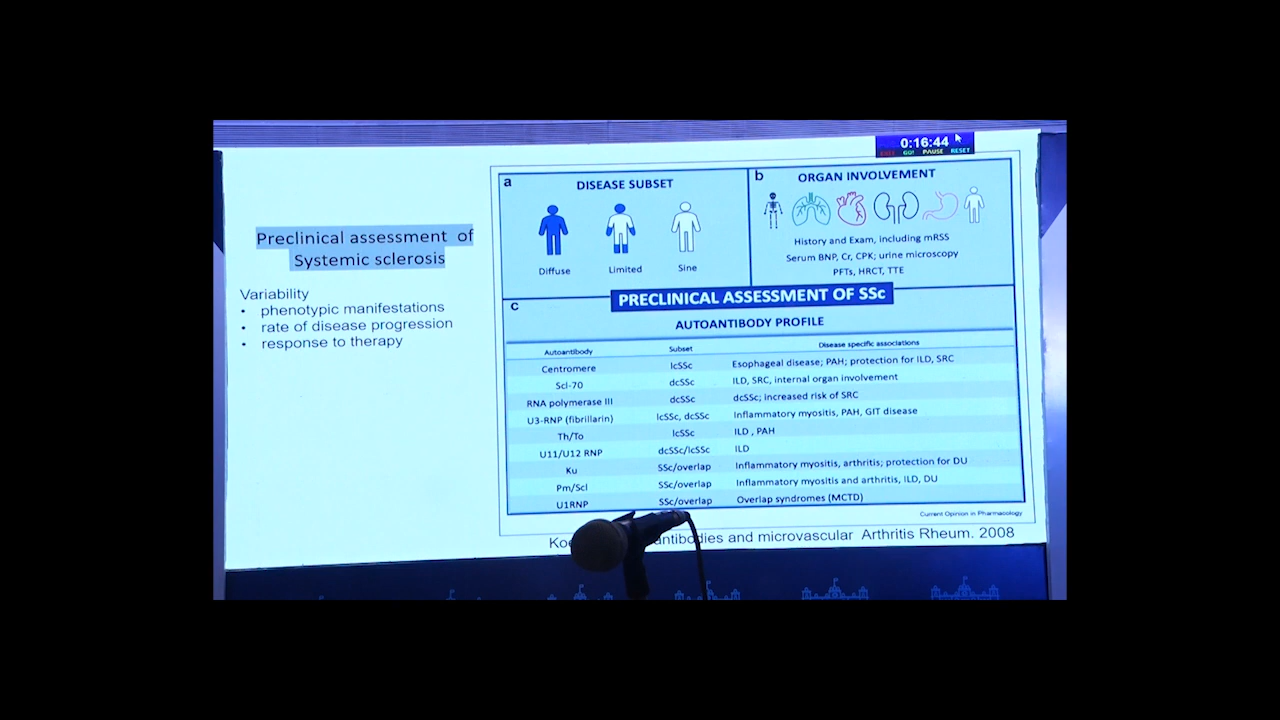 0:16:44
GO! PAUSE RESET
Preclinical assessment of
Systemic sclerosis
Variability
• phenotypic manifestations
• rate of disease progression
• response to therapy
a
DISEASE SUBSET
Diffuse Limited Sine
b
ORGAN INVOLVEMENT
History and Exam, including mRSS
Serum BNP, Cr, CPK; urine microscopy
PFTs, HRCT, TTE
PRECLINICAL ASSESSMENT OF SSc
c
AUTOANTIBODY PROFILE
Autoantibody Subset Disease specific associations
Centromere lcSSc Esophageal disease; PAH; protection for ILD, SRC
Scl-70 dcSSc ILD, SRC, internal organ involvement
RNA polymerase III dcSSc dcSSc; increased risk of SRC
U3-RNP (fibrillarin) lcSSc, dcSSc Inflammatory myositis, PAH, GIT disease
Th/To lcSSc ILD , PAH
U11/U12 RNP dcSSc/lcSSc ILD
Ku SSc/overlap Inflammatory myositis, arthritis; protection for DU
Pm/Scl SSc/overlap Inflammatory myositis and arthritis, ILD, DU
U1RNP SSc/overlap Overlap syndromes (MCTD)
Current Opinion in Pharmacology
and microvascular Arthritis Rheum. 2008